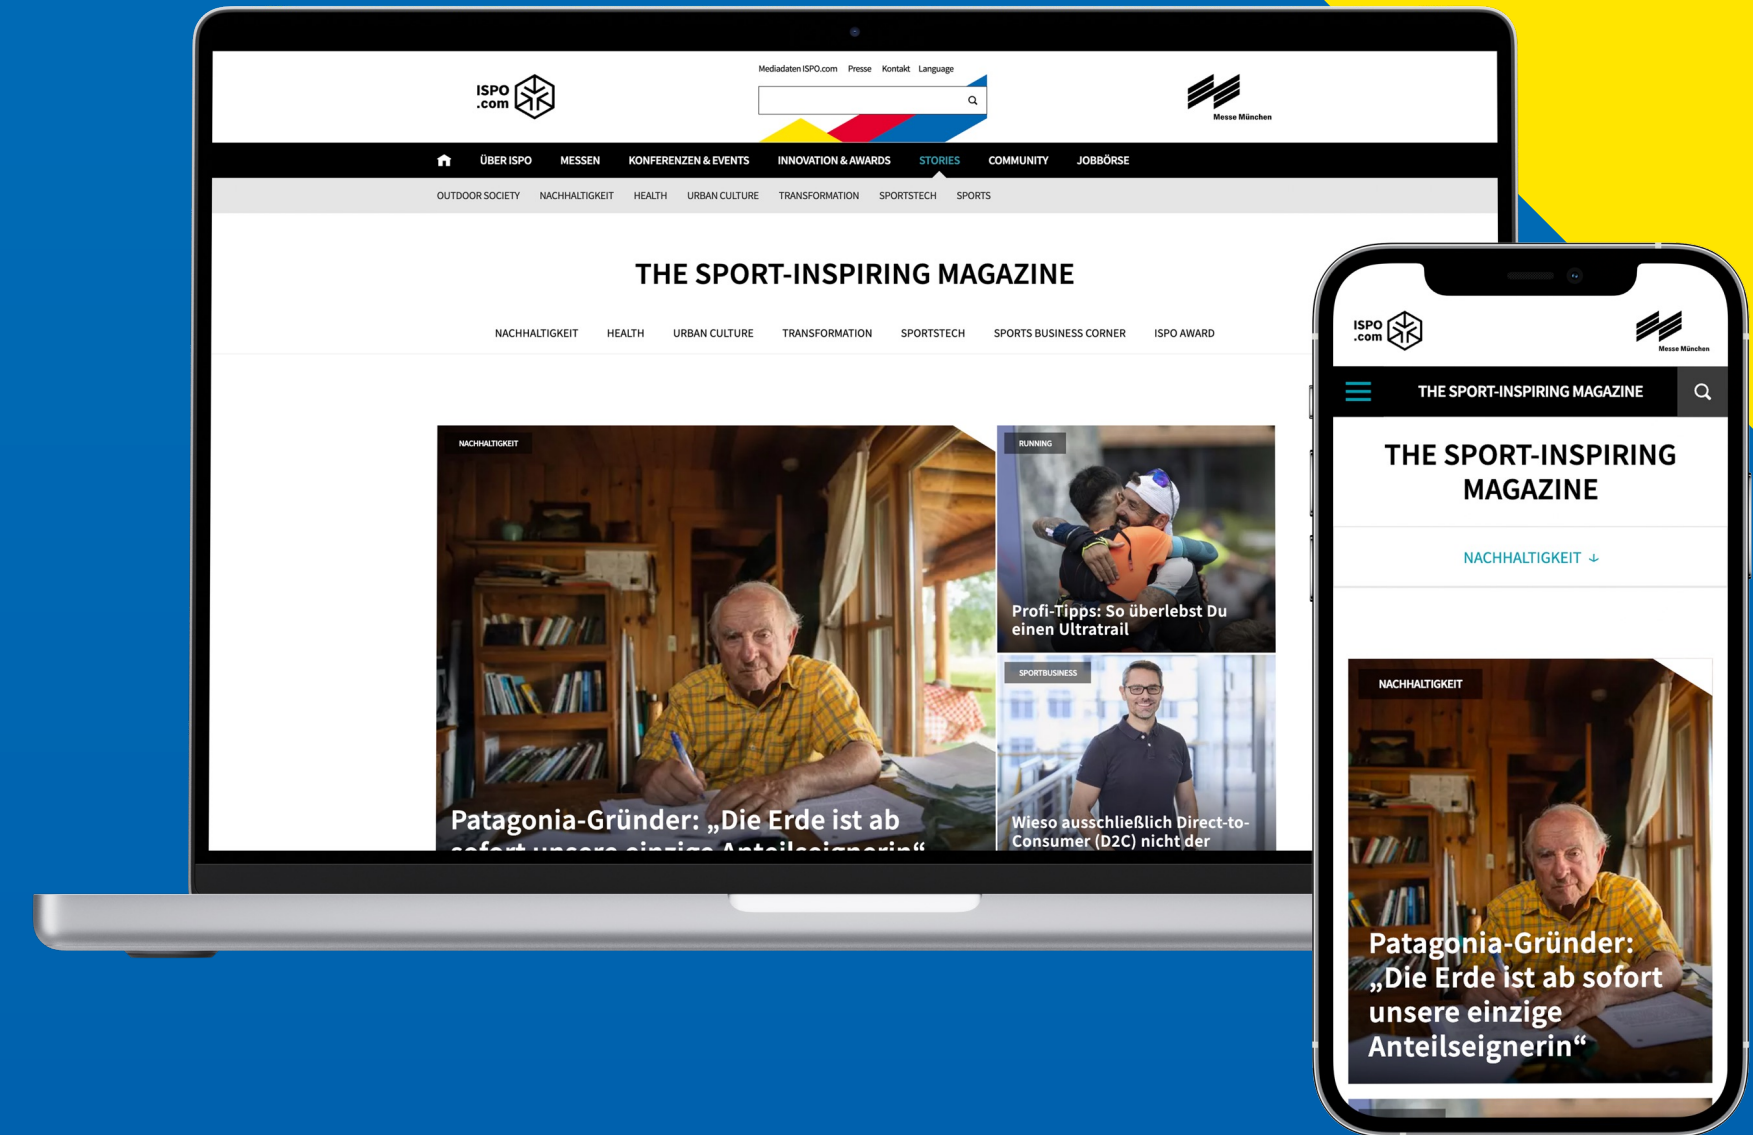 Mediadaten ISPO.com Presse Kontakt Language
ISPO
.com
Messe München
ÜBER ISPO MESSEN KONFERENZEN & EVENTS INNOVATION & AWARDS STORIES COMMUNITY JOBBÖRSE
OUTDOOR SOCIETY NACHHALTIGKEIT HEALTH URBAN CULTURE TRANSFORMATION SPORTSTECH SPORTS
THE SPORT-INSPIRING MAGAZINE
NACHHALTIGKEIT HEALTH URBAN CULTURE TRANSFORMATION SPORTSTECH SPORTS BUSINESS CORNER ISPO AWARD
NACHHALTIGKEIT
Patagonia-Gründer: „Die Erde ist ab
sofort unsere einzige Anteilseignerin“
RUNNING
Profi-Tipps: So überlebst Du
einen Ultratrail
SPORTBUSINESS
Wieso ausschließlich Direct-to-
Consumer (D2C) nicht der
ISPO
.com
Messe München
THE SPORT-INSPIRING MAGAZINE
THE SPORT-INSPIRING
MAGAZINE
NACHHALTIGKEIT ↓
NACHHALTIGKEIT
Patagonia-Gründer:
„Die Erde ist ab sofort
unsere einzige
Anteilseignerin“